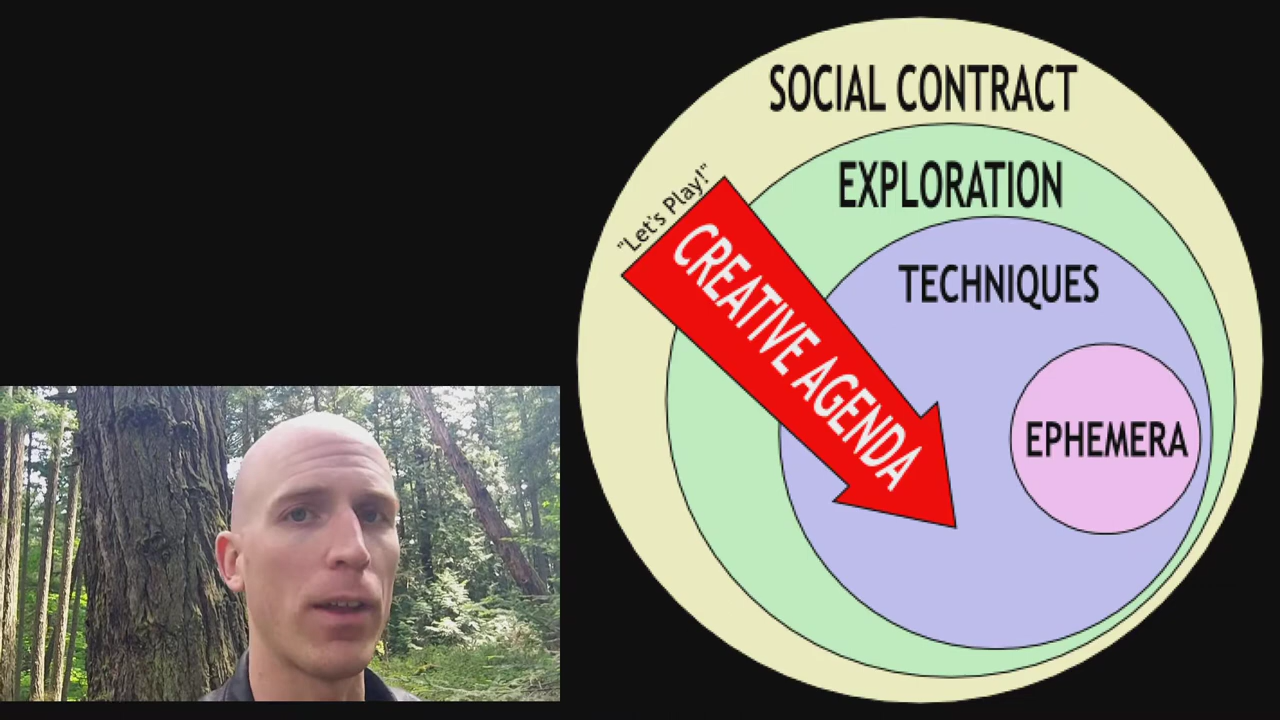 SOCIAL CONTRACT
EXPLORATION
"Let's Play!"
CREATIVE AGENDA
TECHNIQUES
EPHEMERA